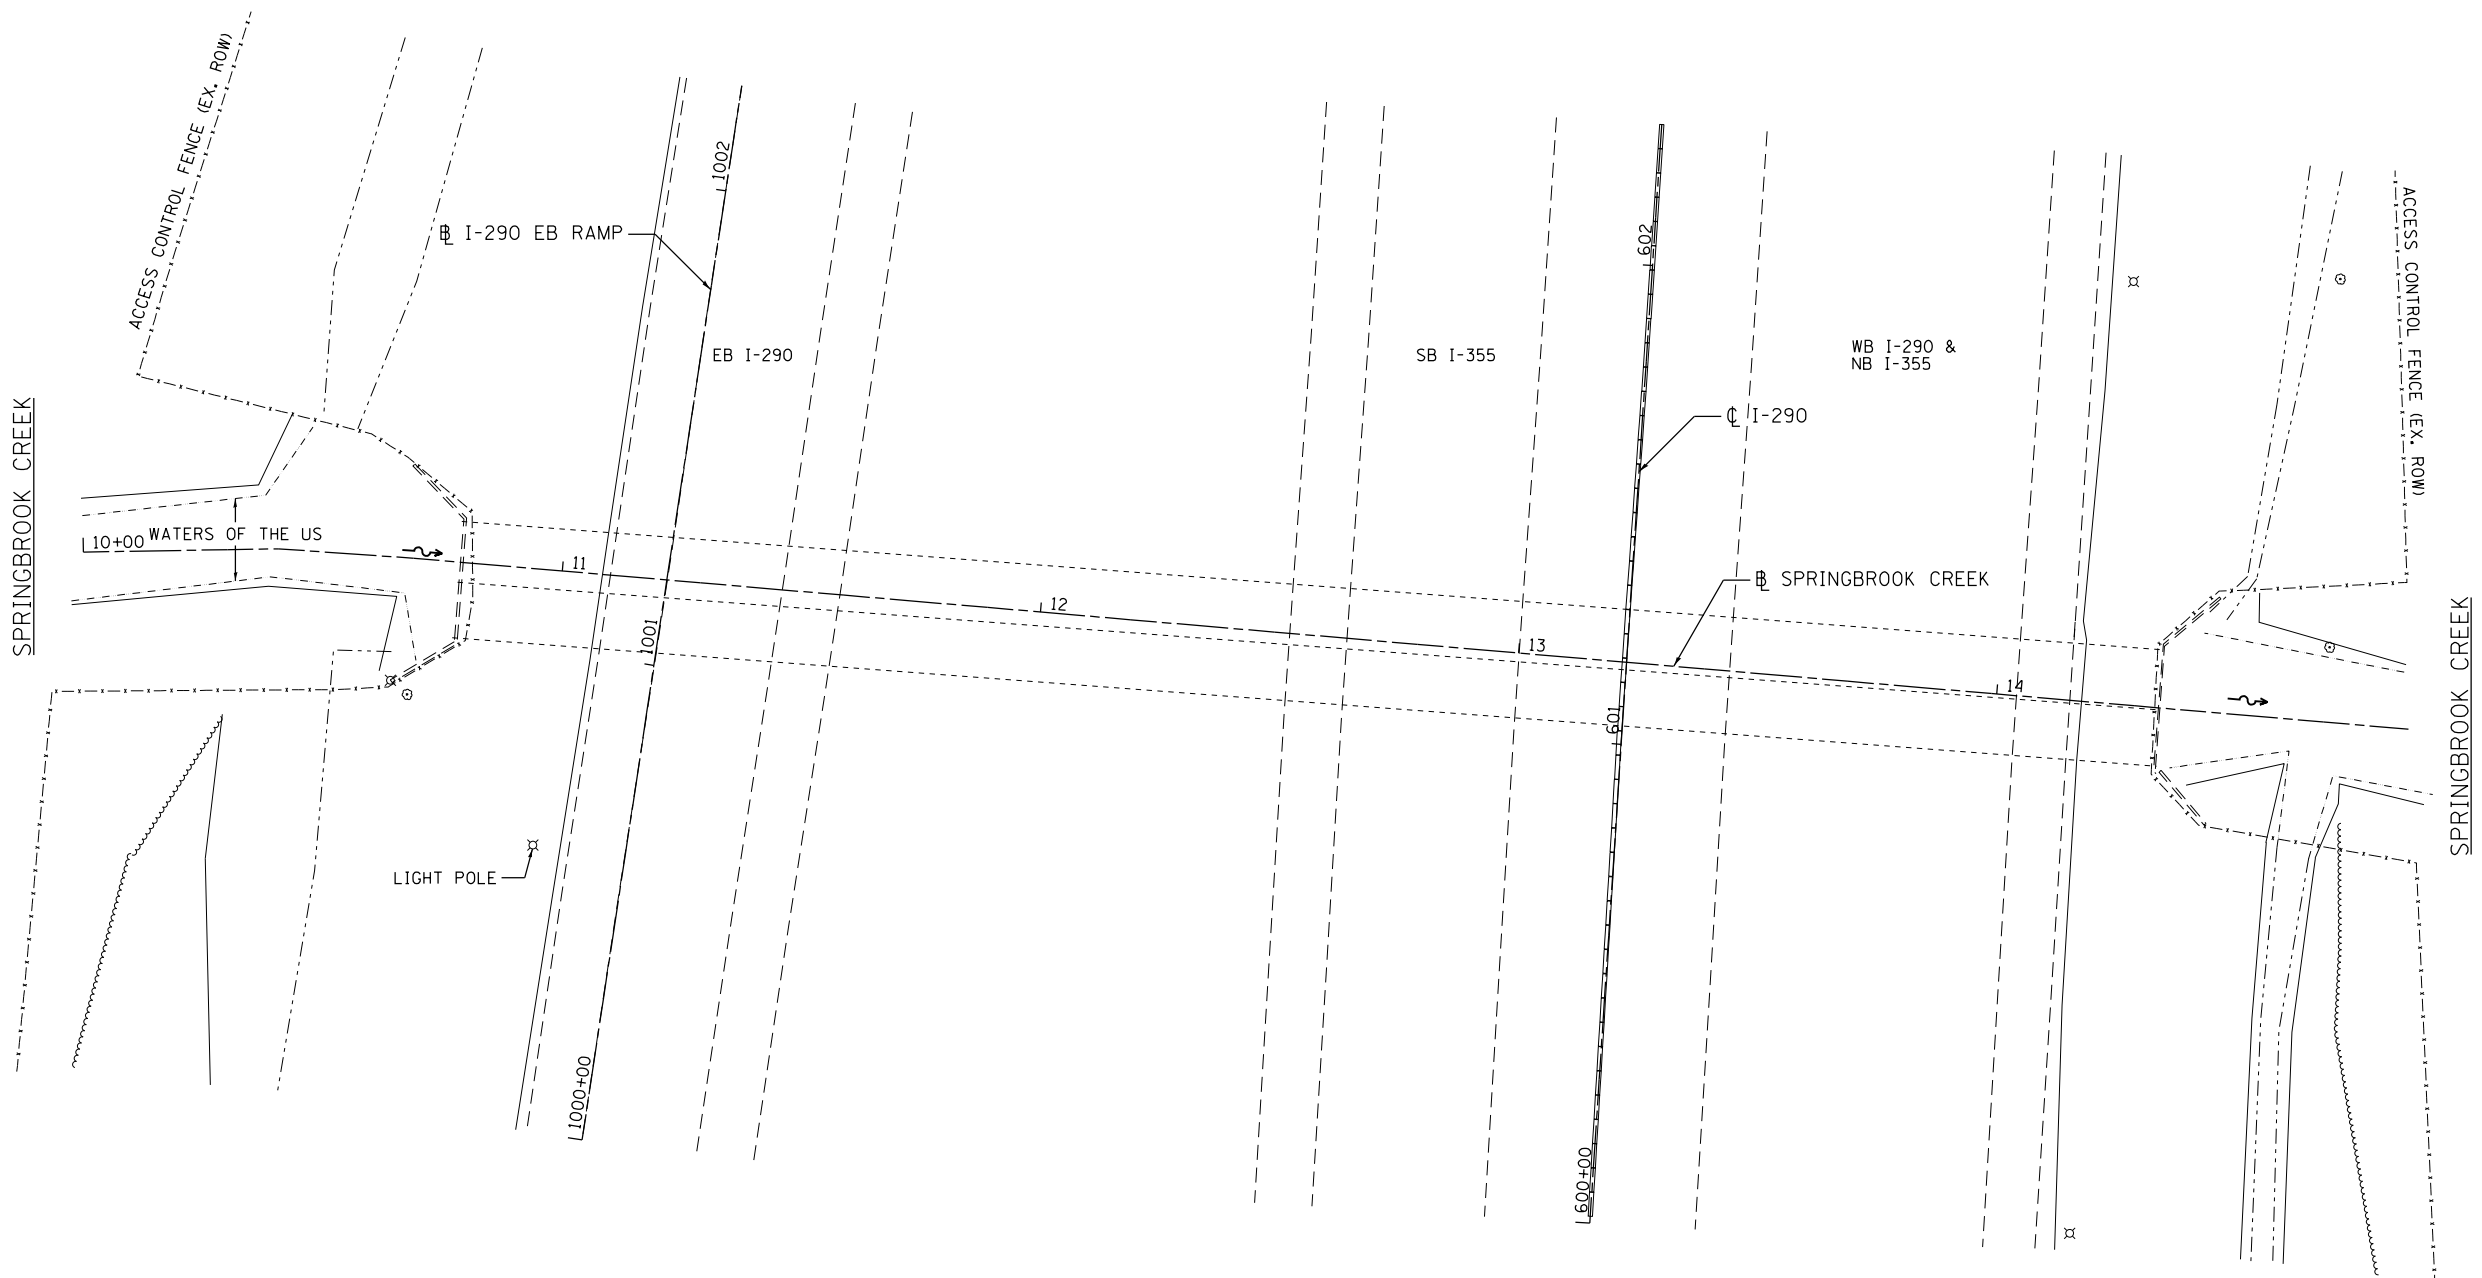 ACCESS CONTROL FENCE (EX. ROW)
1002
℄ I-290 EB RAMP
EB I-290
602
SB I-355
WB I-290 &
NB I-355
ACCESS CONTROL FENCE (EX. ROW)
℄ I-290
SPRINGBROOK CREEK
10+00
WATERS OF THE US
11
12
13
14
℄ SPRINGBROOK CREEK
1001
601
SPRINGBROOK CREEK
LIGHT POLE
1000+00
600+00